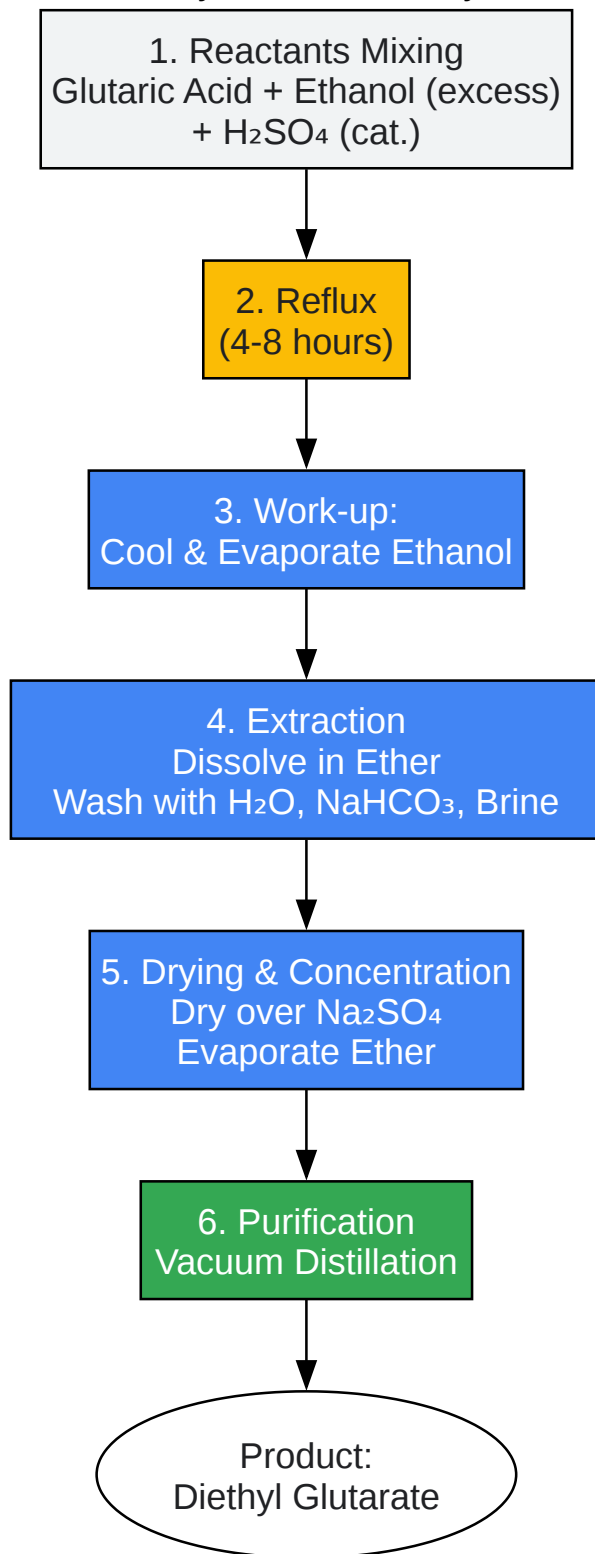 1. Reactants Mixing
Glutaric Acid + Ethanol (excess)
+ H₂SO₄ (cat.)
2. Reflux
(4-8 hours)
3. Work-up:
Cool & Evaporate Ethanol
4. Extraction
Dissolve in Ether
Wash with H₂O, NaHCO₃, Brine
5. Drying & Concentration
Dry over Na₂SO₄
Evaporate Ether
6. Purification
Vacuum Distillation
Product:
Diethyl Glutarate